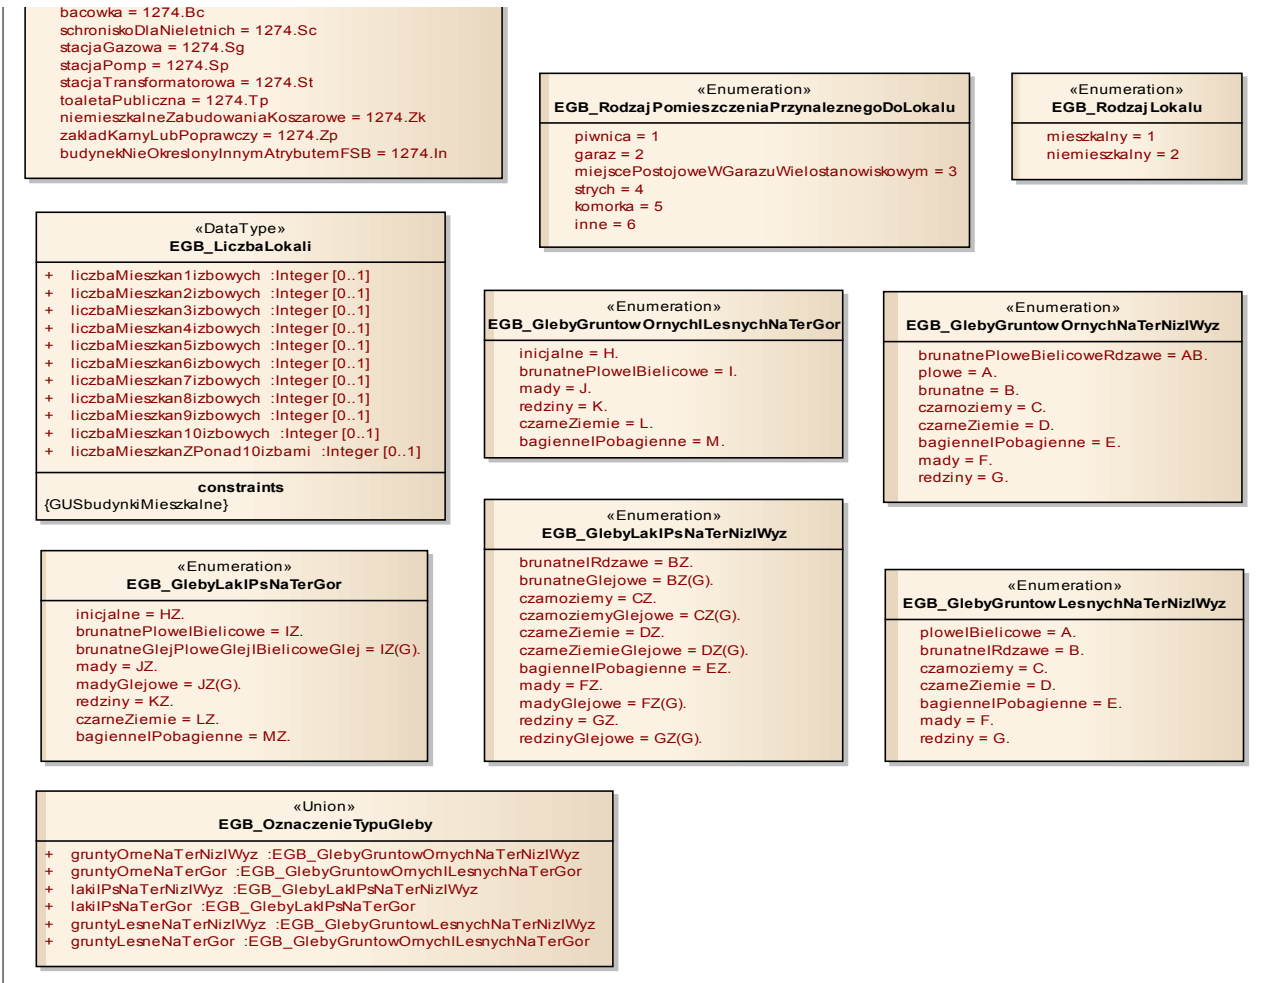 bacowka = 1274.Bc
schroniskoDlaNieletnich = 1274.Sc
stacjaGazowa = 1274.Sg
stacjaPomp = 1274.Sp
stacjaTransformatorowa = 1274.St
toaletaPubliczna = 1274.Tp
niemieszkalneZabudowaniaKoszarowe = 1274.Zk
zakladKarnyLubPoprawczy = 1274.Zp
budynekNieOkreslonyInnymAtrybutemFSB = 1274.In
«Enumeration»
EGB_RodzajPomieszczeniaPrzynaleznegoDoLokalu
piwnica = 1
garaz = 2
miejscePostojoweWGarazuWielostanowiskowym = 3
strych = 4
komorka = 5
inne = 6
«Enumeration»
EGB_RodzajLokalu
mieszkalny = 1
niemieszkalny = 2
«DataType»
EGB_LiczbaLokali
+ liczbaMieszkan1izbowych :Integer [0..1]
+ liczbaMieszkan2izbowych :Integer [0..1]
+ liczbaMieszkan3izbowych :Integer [0..1]
+ liczbaMieszkan4izbowych :Integer [0..1]
+ liczbaMieszkan5izbowych :Integer [0..1]
+ liczbaMieszkan6izbowych :Integer [0..1]
+ liczbaMieszkan7izbowych :Integer [0..1]
+ liczbaMieszkan8izbowych :Integer [0..1]
+ liczbaMieszkan9izbowych :Integer [0..1]
+ liczbaMieszkan10izbowych :Integer [0..1]
+ liczbaMieszkanZPonad10izbami :Integer [0..1]
constraints
{GUSbudynkiMieszkalne}
«Enumeration»
EGB_GlebyGruntowOrnychILesnychNaTerGor
inicjalne = H.
brunatnePloweIBielicowe = I.
mady = J.
redziny = K.
czarneZiemie = L.
bagienneIPobagienne = M.
«Enumeration»
EGB_GlebyGruntowOrnychNaTerNizIWyz
brunatnePloweBielicoweRdzawe = AB.
plowe = A.
brunatne = B.
czarnoziemy = C.
czarneZiemie = D.
bagienneIPobagienne = E.
mady = F.
redziny = G.
«Enumeration»
EGB_GlebyLakIPsNaTerGor
inicjalne = HZ.
brunatnePloweIBielicowe = IZ.
brunatneGlejPloweGlejIBielicoweGlej = IZ(G).
mady = JZ.
madyGlejowe = JZ(G).
redziny = KZ.
czarneZiemie = LZ.
bagienneIPobagienne = MZ.
«Enumeration»
EGB_GlebyLakIPsNaTerNizIWyz
brunatneIRdzawe = BZ.
brunatneGlejowe = BZ(G).
czarnoziemy = CZ.
czarnoziemyGlejowe = CZ(G).
czarneZiemie = DZ.
czarneZiemieGlejowe = DZ(G).
bagienneIPobagienne = EZ.
mady = FZ.
madyGlejowe = FZ(G).
redziny = GZ.
redzinyGlejowe = GZ(G).
«Enumeration»
EGB_GlebyGruntowLesnychNaTerNizIWyz
ploweIBielicowe = A.
brunatneIRdzawe = B.
czarnoziemy = C.
czarneZiemie = D.
bagienneIPobagienne = E.
mady = F.
redziny = G.
«Union»
EGB_OznaczenieTypuGleby
+ gruntyOrneNaTerNizIWyz :EGB_GlebyGruntowOrnychNaTerNizIWyz
+ gruntyOrneNaTerGor :EGB_GlebyGruntowOrnychILesnychNaTerGor
+ lakiIPsNaTerNizIWyz :EGB_GlebyLakIPsNaTerNizIWyz
+ lakiIPsNaTerGor :EGB_GlebyLakIPsNaTerGor
+ gruntyLesneNaTerNizIWyz :EGB_GlebyGruntowLesnychNaTerNizIWyz
+ gruntyLesneNaTerGor :EGB_GlebyGruntowOrnychILesnychNaTerGor